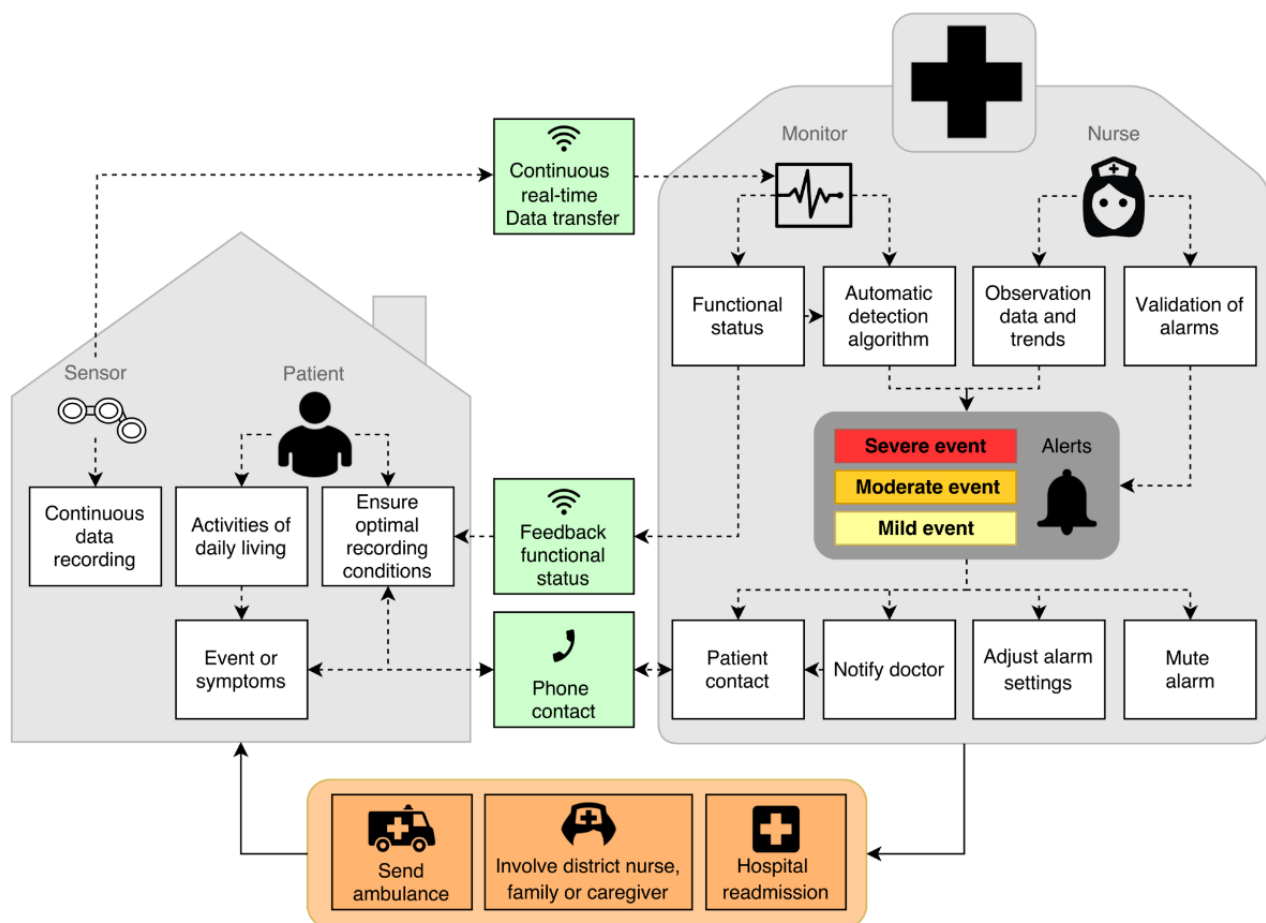 Monitor
Nurse
Continuous
real-time
Data transfer
Functional
status
Automatic
detection
algorithm
Observation
data and
trends
Validation of
alarms
Sensor
Patient
Severe event
Moderate event
Mild event
Alerts
Continuous
data
recording
Activities of
daily living
Ensure
optimal
recording
conditions
Feedback
functional
status
Event or
symptoms
Phone
contact
Patient
contact
Notify doctor
Adjust alarm
settings
Mute
alarm
Send
ambulance
Involve district nurse,
family or caregiver
Hospital
readmission